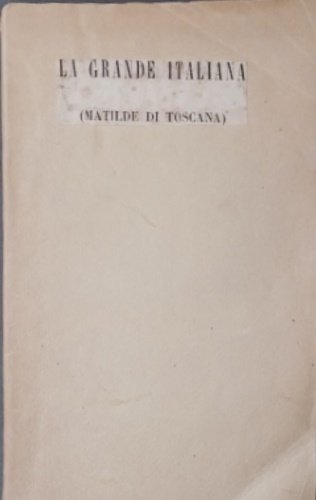 LA GRANDE ITALIANA
(MATILDE DI TOSCANA)